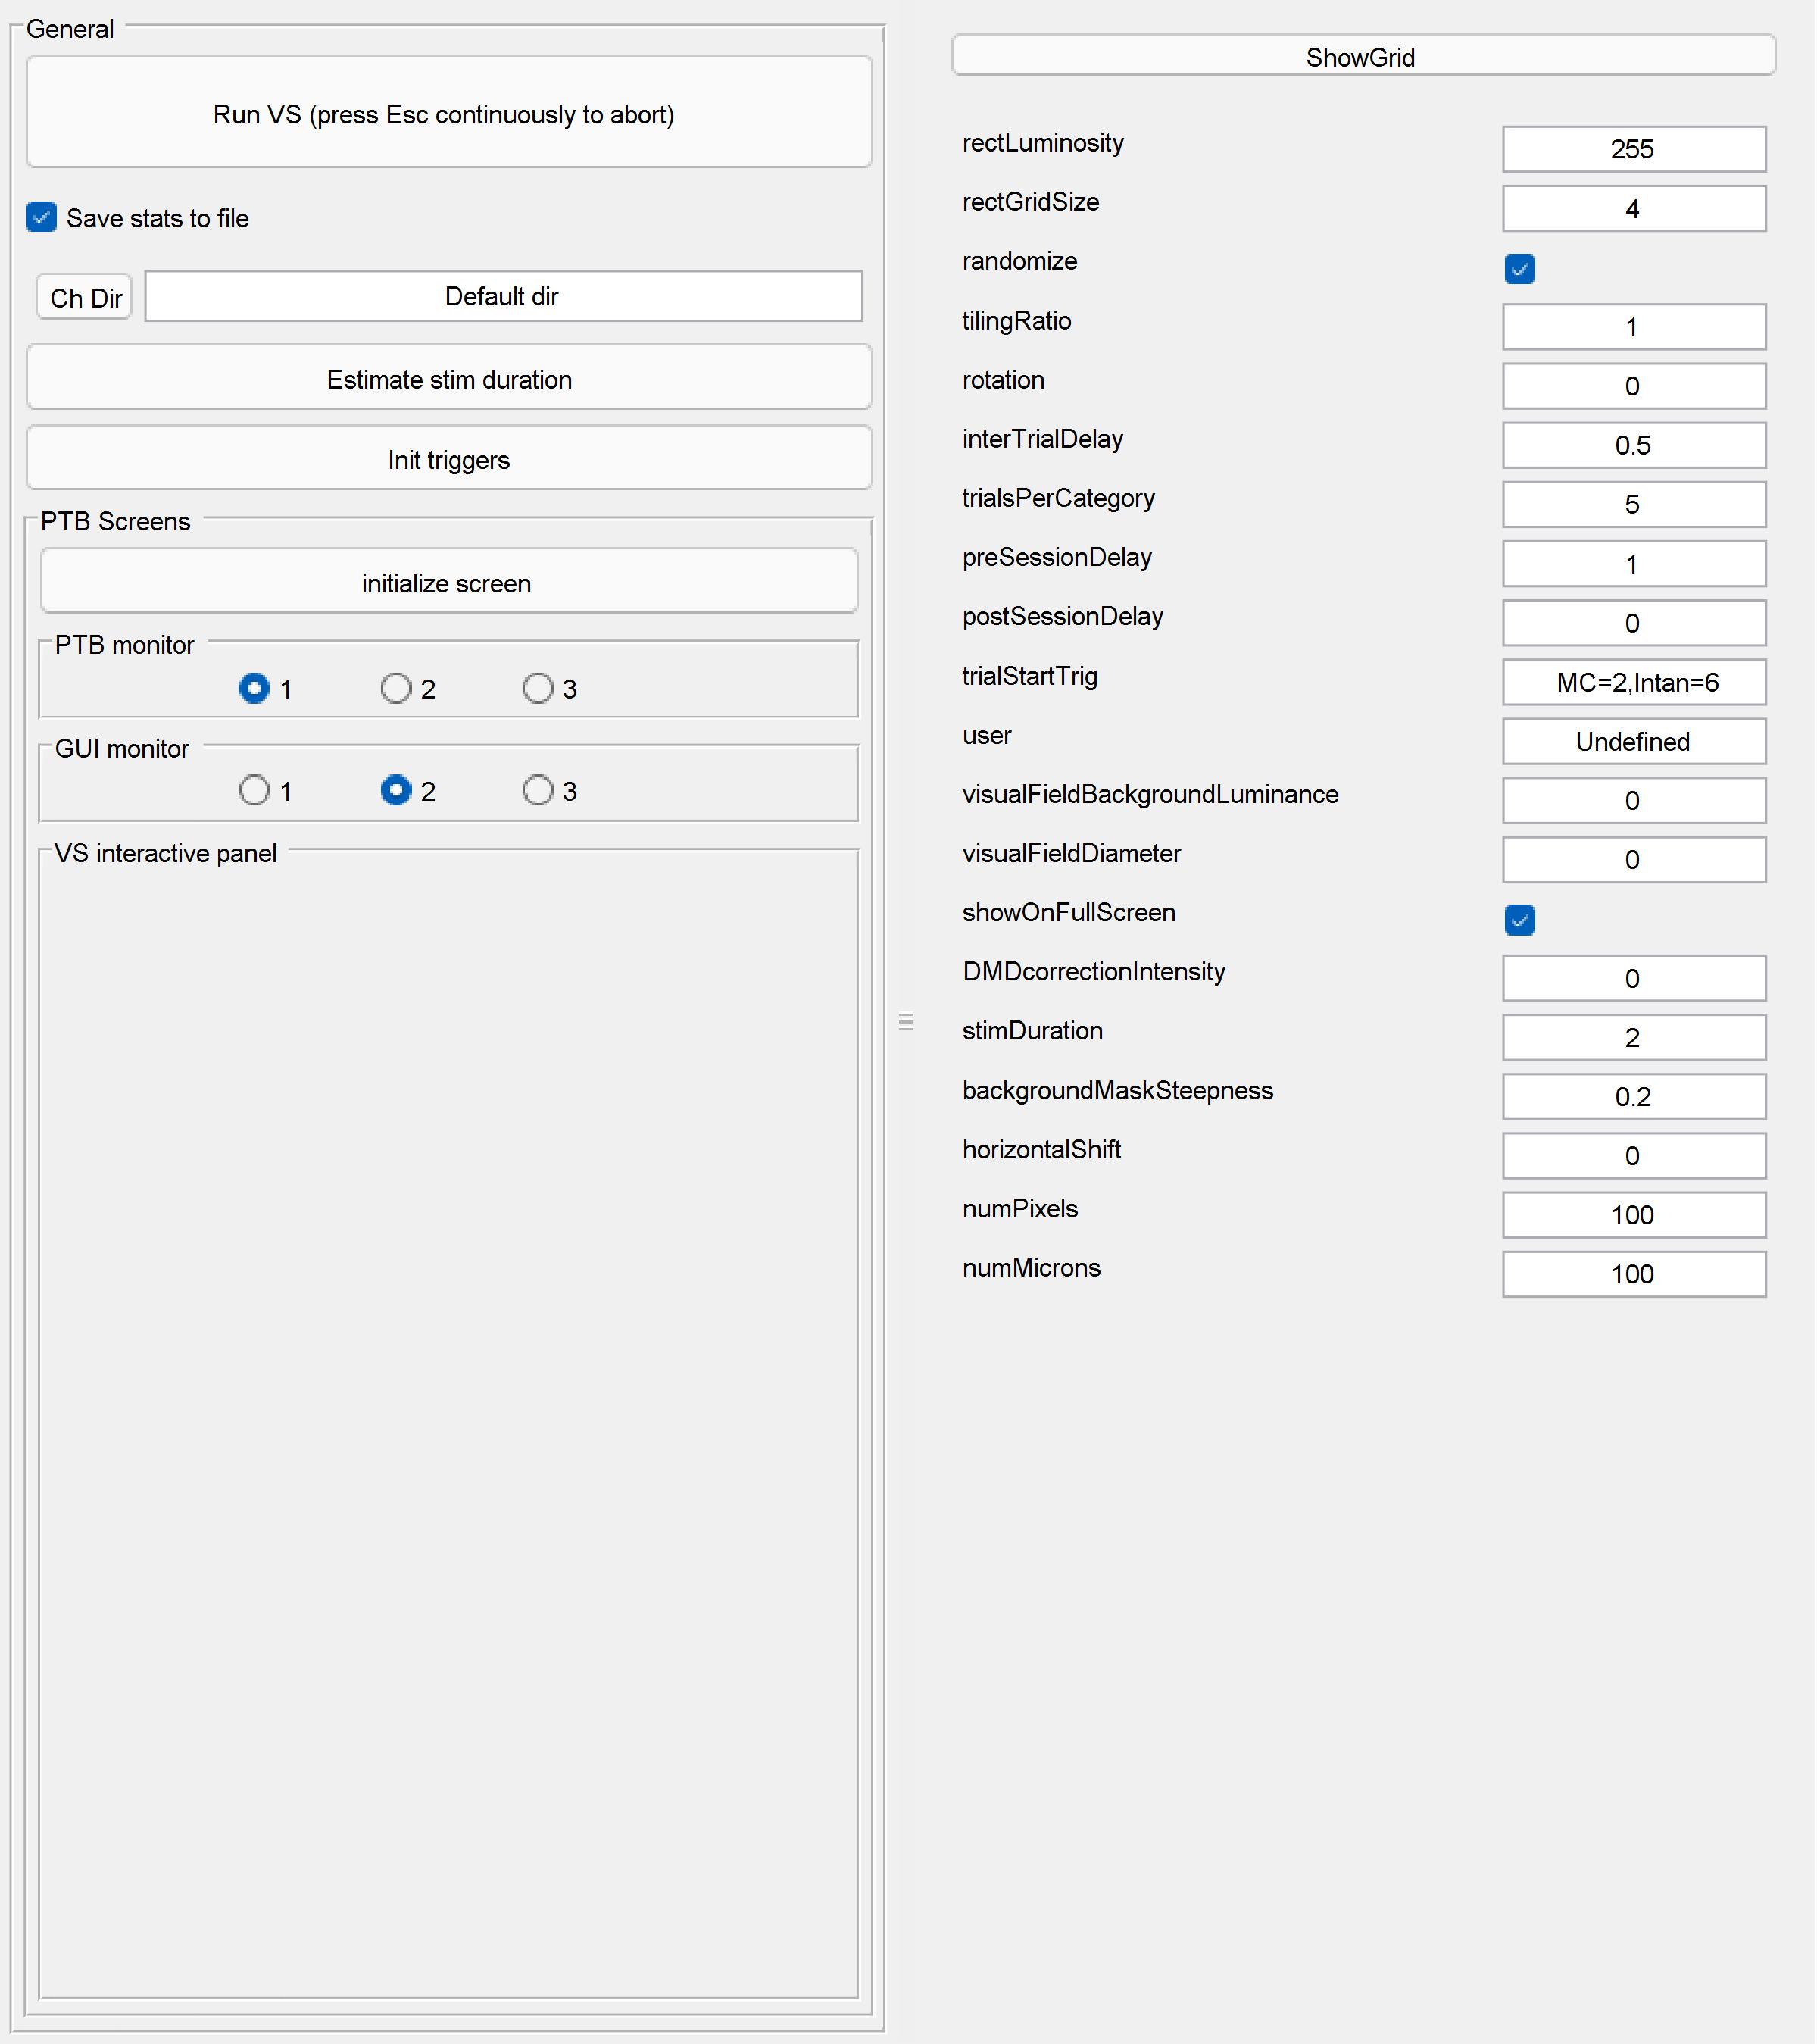 General
Run VS (press Esc continuously to abort)
Save stats to file
Ch Dir
Default dir
Estimate stim duration
Init triggers
PTB Screens
initialize screen
PTB monitor
1 2 3
GUI monitor
1 2 3
VS interactive panel
ShowGrid
rectLuminosity 255
rectGridSize 4
randomize
tilingRatio 1
rotation 0
interTrialDelay 0.5
trialsPerCategory 5
preSessionDelay 1
postSessionDelay 0
trialStartTrig MC=2,Intan=6
user Undefined
visualFieldBackgroundLuminance 0
visualFieldDiameter 0
showOnFullScreen
DMDcorrectionIntensity 0
stimDuration 2
backgroundMaskSteepness 0.2
horizontalShift 0
numPixels 100
numMicrons 100